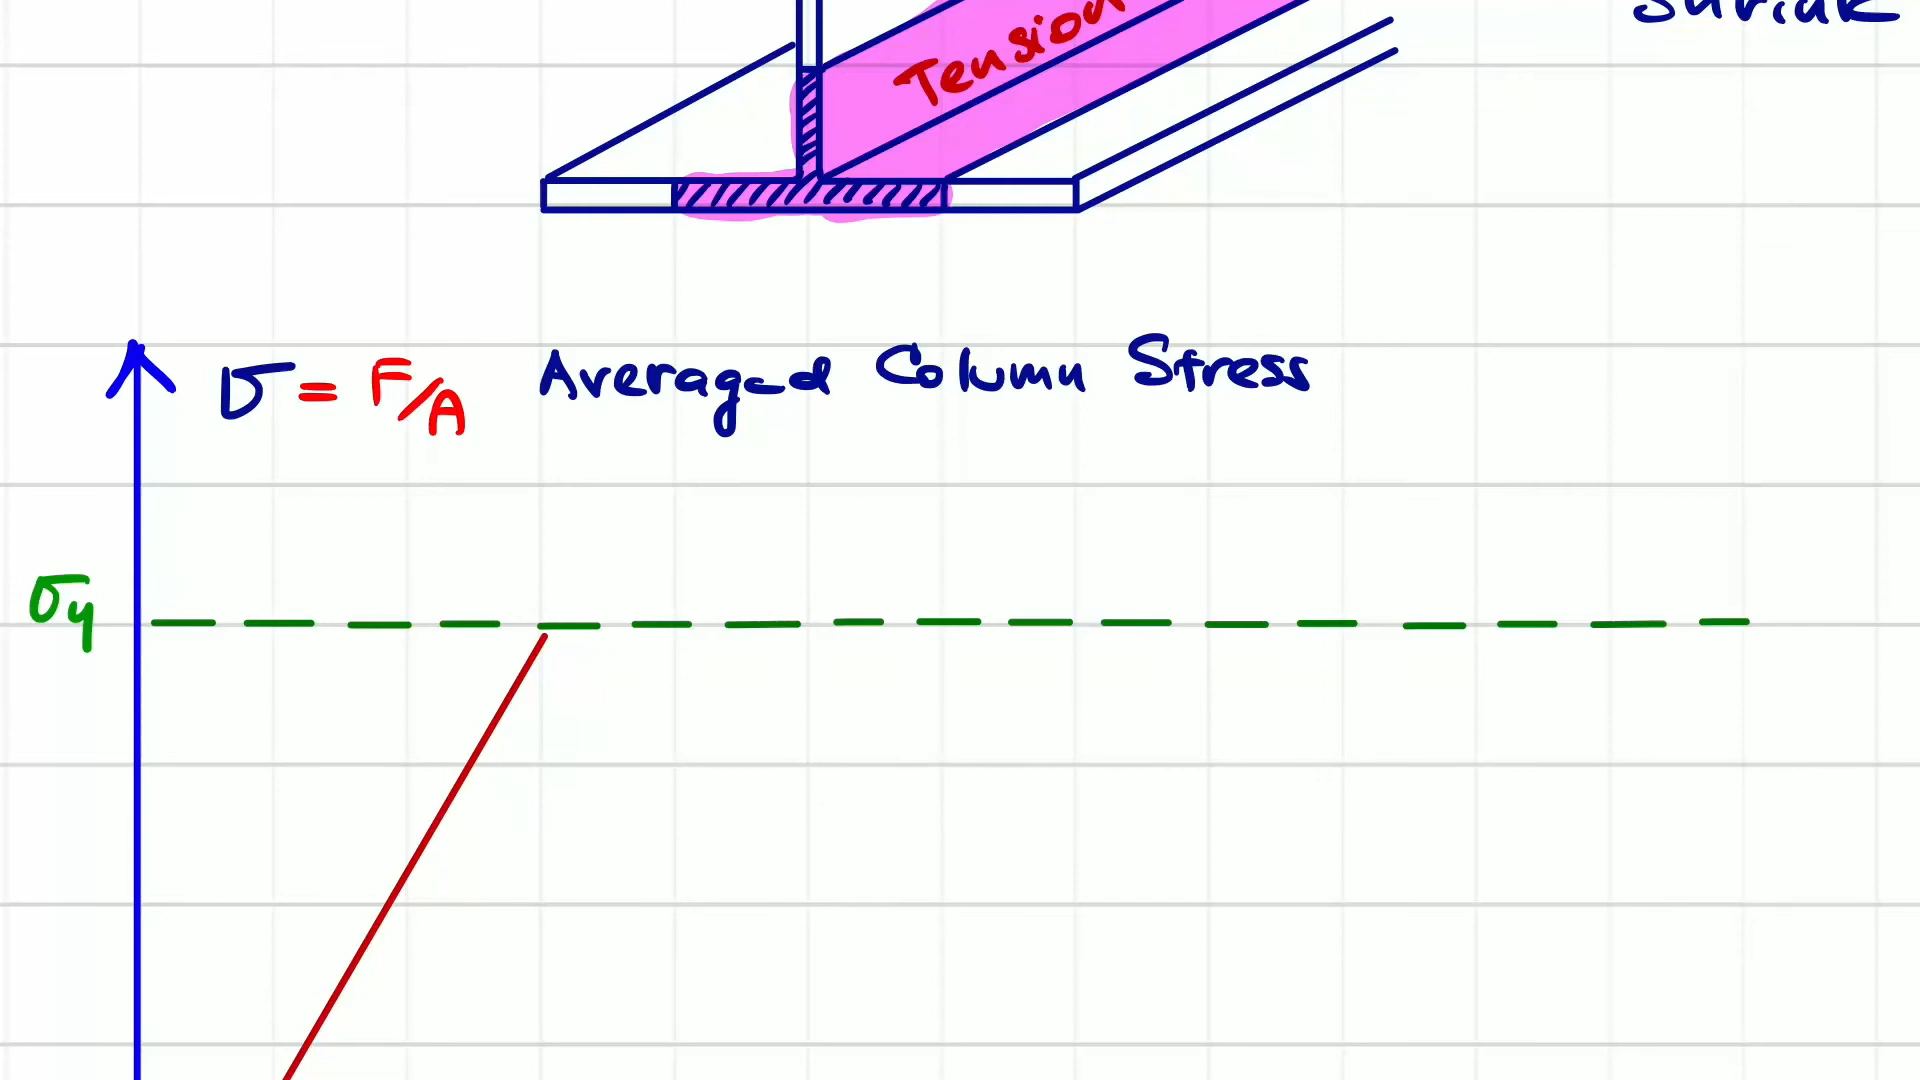 Tension
σ = F/A Averaged Column Stress
σy